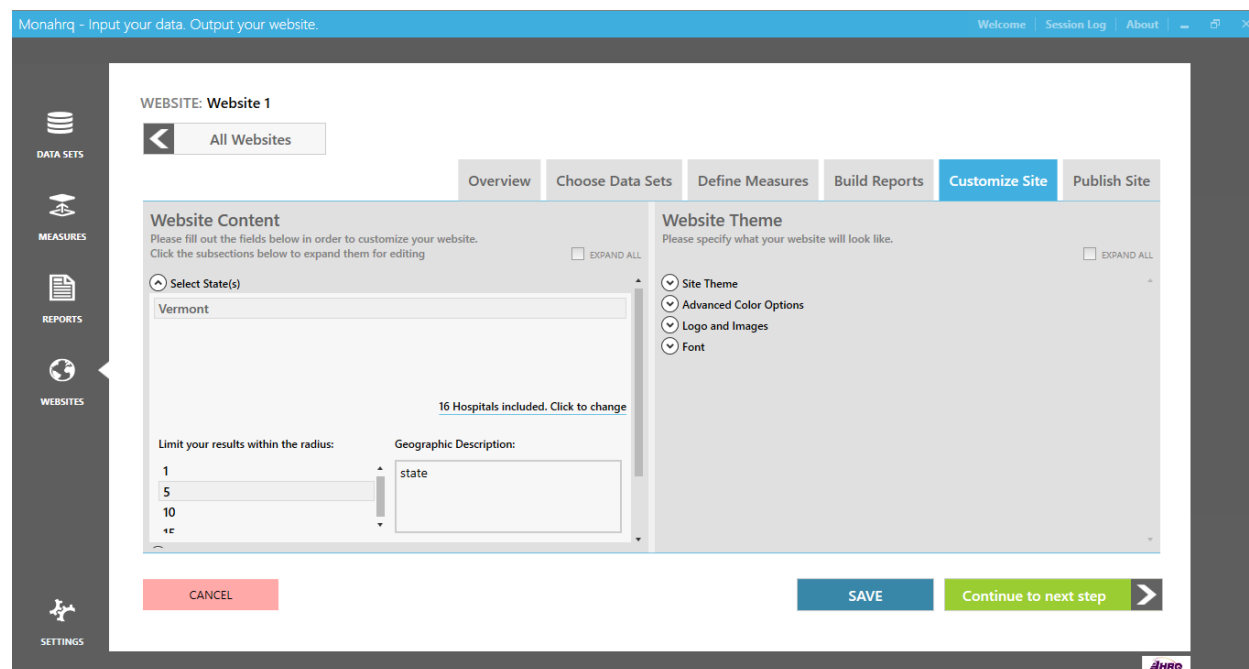 Monahrq - Input your data. Output your website.
Welcome
Session Log
About
DATA SETS
MEASURES
REPORTS
WEBSITES
SETTINGS
WEBSITE: Website 1
All Websites
Overview
Choose Data Sets
Define Measures
Build Reports
Customize Site
Publish Site
Website Content
Please fill out the fields below in order to customize your website.
Click the subsections below to expand them for editing
EXPAND ALL
Select State(s)
Vermont
16 Hospitals included. Click to change
Limit your results within the radius:
1
5
10
15
Geographic Description:
state
Website Theme
Please specify what your website will look like.
EXPAND ALL
Site Theme
Advanced Color Options
Logo and Images
Font
CANCEL
SAVE
Continue to next step
AHRQ